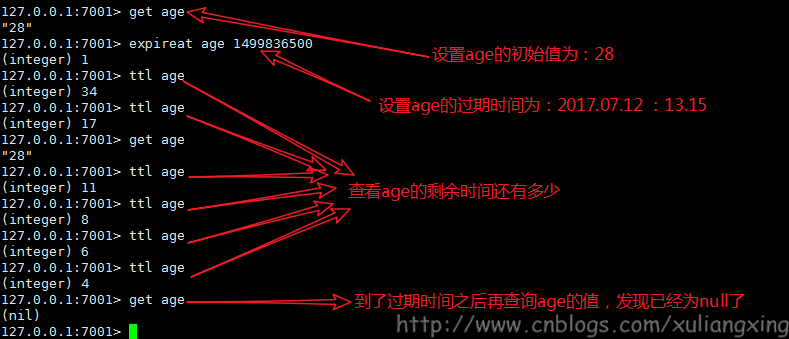 127.0.0.1:7001> get age
"28"
127.0.0.1:7001> expireat age 1499836500
设置age的初始值为：28
(integer) 1
127.0.0.1:7001> ttl age
(integer) 34
127.0.0.1:7001> ttl age
设置age的过期时间为：2017.07.12 ：13.15
(integer) 17
127.0.0.1:7001> get age
"28"
127.0.0.1:7001> ttl age
(integer) 11
查看age的剩余时间还有多少
127.0.0.1:7001> ttl age
(integer) 8
127.0.0.1:7001> ttl age
(integer) 6
127.0.0.1:7001> ttl age
(integer) 4
127.0.0.1:7001> get age
到了过期时间之后再查询age的值，发现已经为null了
(nil)
http://www.cnblogs.com/xuliangxing
127.0.0.1:7001>